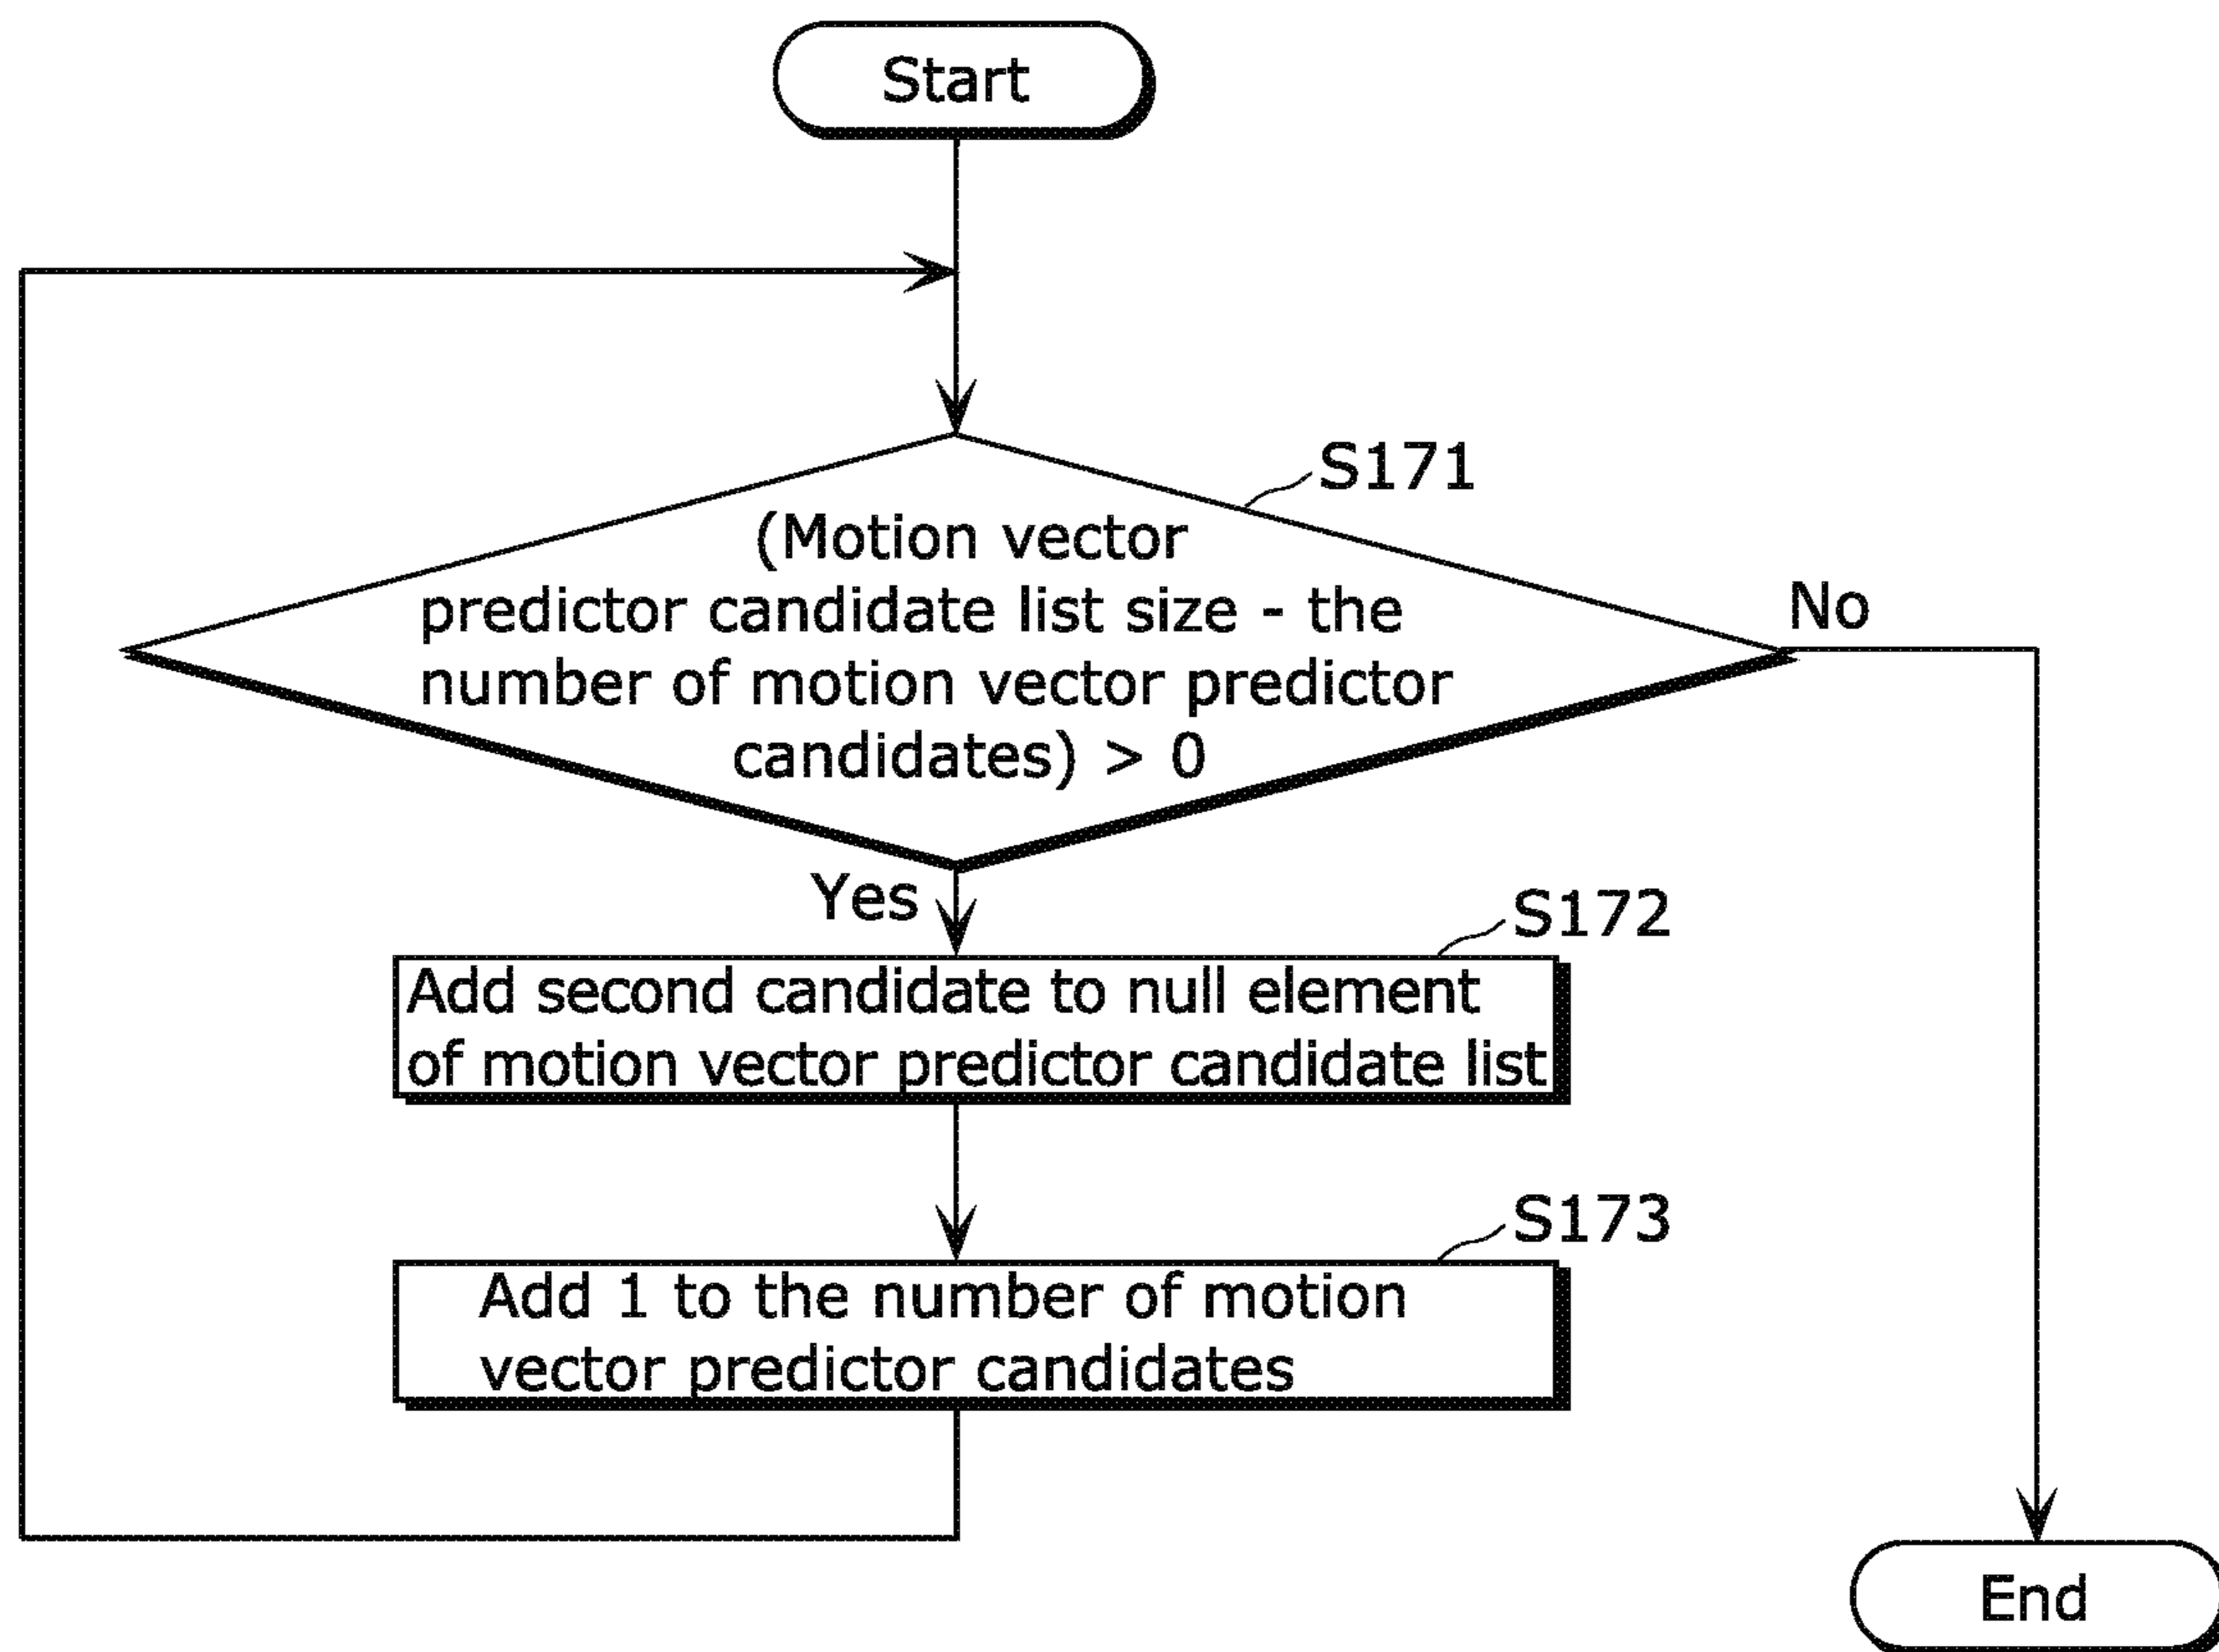 Start
S171
(Motion vector
predictor candidate list size - the
number of motion vector predictor
candidates) > 0
No
Yes
S172
Add second candidate to null element
of motion vector predictor candidate list
S173
Add 1 to the number of motion
vector predictor candidates
End